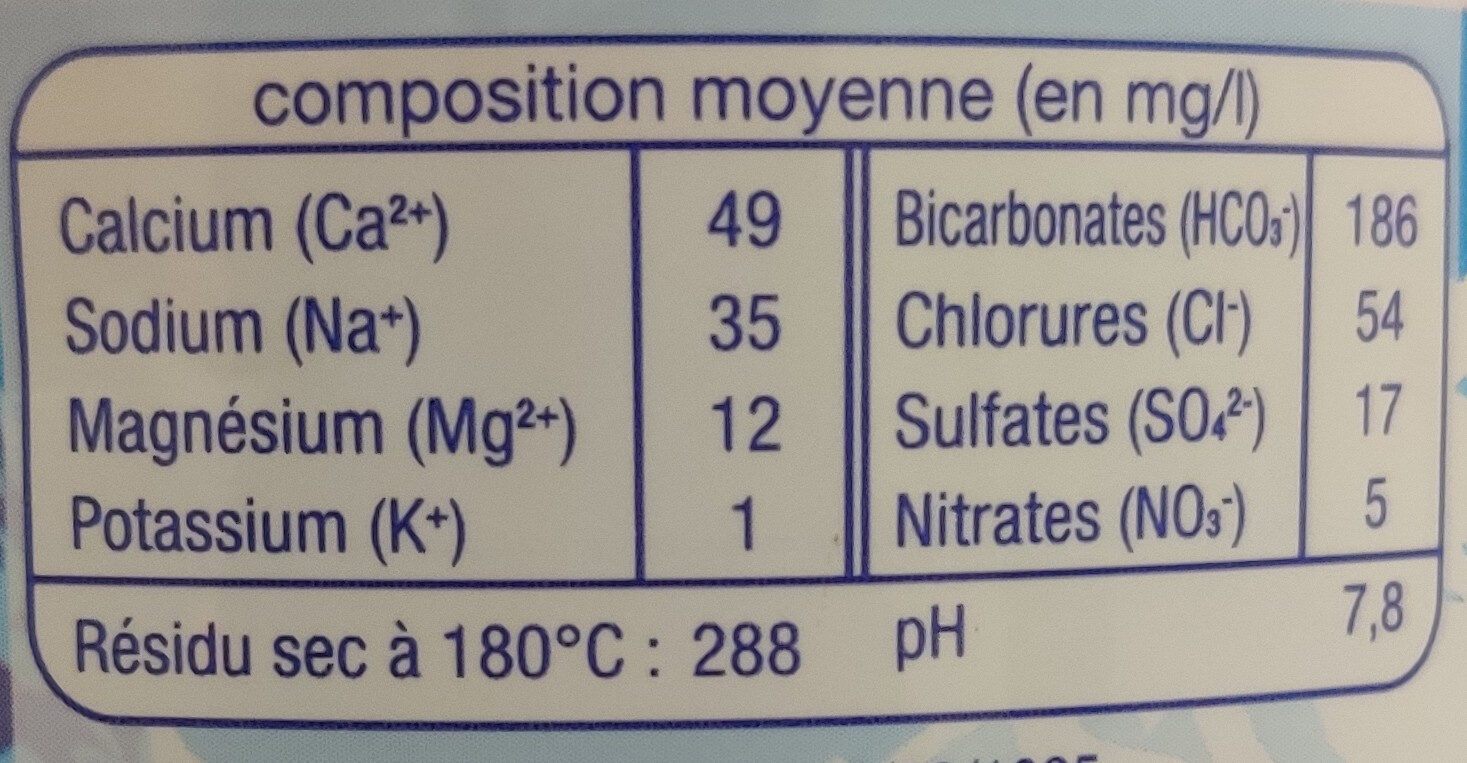 composition moyenne (en mg/l)
Calcium (Ca²⁺) 49 Bicarbonates (HCO₃⁻) 186
Sodium (Na⁺) 35 Chlorures (Cl⁻) 54
Magnésium (Mg²⁺) 12 Sulfates (SO₄²⁻) 17
Potassium (K⁺) 1 Nitrates (NO₃⁻) 5
Résidu sec à 180°C : 288 pH 7,8